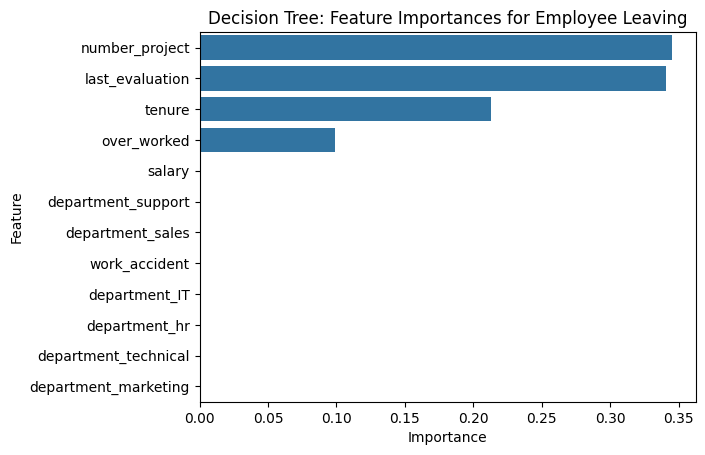 Decision Tree: Feature Importances for Employee Leaving
number_project
last_evaluation
tenure
over_worked
salary
department_support
department_sales
work_accident
department_IT
department_hr
department_technical
department_marketing
Feature
0.00 0.05 0.10 0.15 0.20 0.25 0.30 0.35
Importance